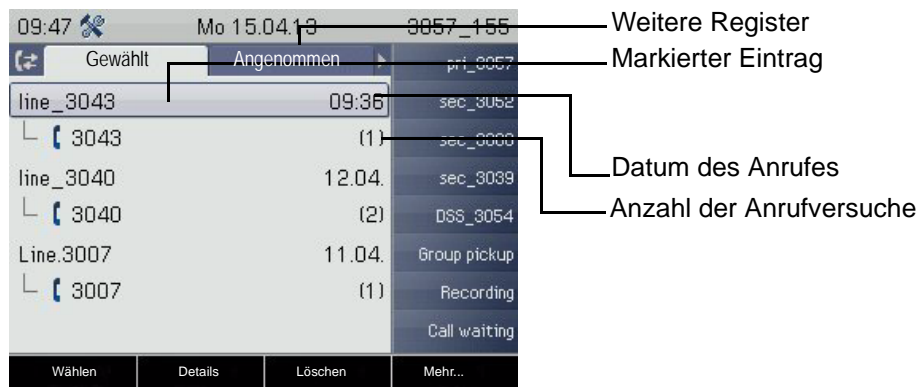 09:47 Mo 15.04.13 3057_155
Weitere Register
Gewählt Angenommen pri_3057
Markierter Eintrag
line_3043 09:36 sec_3052
3043 (1)
line_3040 12.04. sec_3039
Datum des Anrufes
3040 (2) DSS_3054
Anzahl der Anrufversuche
Line.3007 11.04. Group pickup
3007 (1) Recording
Call waiting
Wählen Details Löschen Mehr...